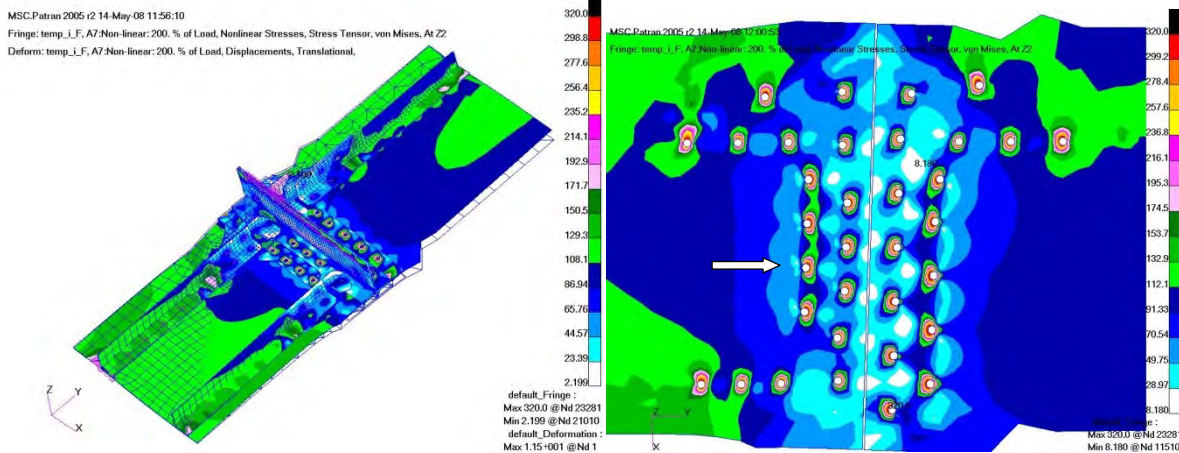 MSC.Patran 2005 r2 14-May-08 11:56:10
Fringe: temp_i_F, A7:Non-linear: 200. % of Load, Nonlinear Stresses, Stress Tensor, von Mises, At Z2
Deform: temp_i_F, A7:Non-linear: 200. % of Load, Displacements, Translational,
320.0
298.8
277.6
256.4
235.2
214.1
192.9
171.7
150.5
129.3
108.1
86.94
65.76
44.57
23.39
2.199
Z
Y
X
default_Fringe :
Max 320.0 @Nd 23281
Min 2.199 @Nd 21010
default_Deformation :
Max 1.15+001 @Nd 1
MSC.Patran 2005 r2 14-May-08 12:00:53
Fringe: temp_i_F, A7:Non-linear: 200. % of Stresses, Tensor, von Mises, At Z2
320.0
299.2
278.4
257.6
236.8
216.1
195.3
174.5
153.7
132.9
112.1
91.33
70.54
49.75
28.97
8.180
8.180
Z
Y
X
Max 320.0 @Nd 23281
Min 8.180 @Nd 11510